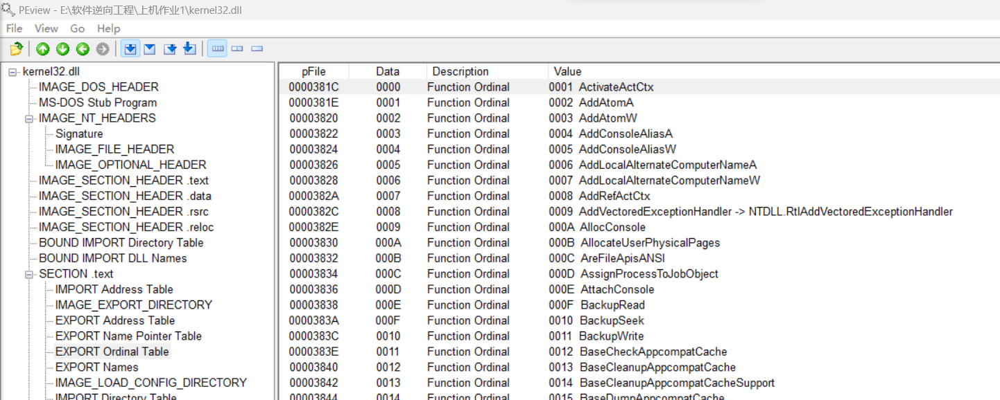 PEview - E:\软件逆向工程\上机作业1\kernel32.dll
File View Go Help
kernel32.dll
IMAGE_DOS_HEADER
MS-DOS Stub Program
IMAGE_NT_HEADERS
Signature
IMAGE_FILE_HEADER
IMAGE_OPTIONAL_HEADER
IMAGE_SECTION_HEADER .text
IMAGE_SECTION_HEADER .data
IMAGE_SECTION_HEADER .rsrc
IMAGE_SECTION_HEADER .reloc
BOUND IMPORT Directory Table
BOUND IMPORT DLL Names
SECTION .text
IMPORT Address Table
IMAGE_EXPORT_DIRECTORY
EXPORT Address Table
EXPORT Name Pointer Table
EXPORT Ordinal Table
EXPORT Names
IMAGE_LOAD_CONFIG_DIRECTORY
IMPORT Directory Table
pFile Data Description Value
0000381C 0000 Function Ordinal 0001 ActivateActCtx
0000381E 0001 Function Ordinal 0002 AddAtomA
00003820 0002 Function Ordinal 0003 AddAtomW
00003822 0003 Function Ordinal 0004 AddConsoleAliasA
00003824 0004 Function Ordinal 0005 AddConsoleAliasW
00003826 0005 Function Ordinal 0006 AddLocalAlternateComputerNameA
00003828 0006 Function Ordinal 0007 AddLocalAlternateComputerNameW
0000382A 0007 Function Ordinal 0008 AddRefActCtx
0000382C 0008 Function Ordinal 0009 AddVectoredExceptionHandler -> NTDLL.RtlAddVectoredExceptionHandler
0000382E 0009 Function Ordinal 000A AllocConsole
00003830 000A Function Ordinal 000B AllocateUserPhysicalPages
00003832 000B Function Ordinal 000C AreFileApisANSI
00003834 000C Function Ordinal 000D AssignProcessToJobObject
00003836 000D Function Ordinal 000E AttachConsole
00003838 000E Function Ordinal 000F BackupRead
0000383A 000F Function Ordinal 0010 BackupSeek
0000383C 0010 Function Ordinal 0011 BackupWrite
0000383E 0011 Function Ordinal 0012 BaseCheckAppcompatCache
00003840 0012 Function Ordinal 0013 BaseCleanupAppcompatCache
00003842 0013 Function Ordinal 0014 BaseCleanupAppcompatCacheSupport
00003844 0014 Function Ordinal 0015 BaseDumpAppcompatCache